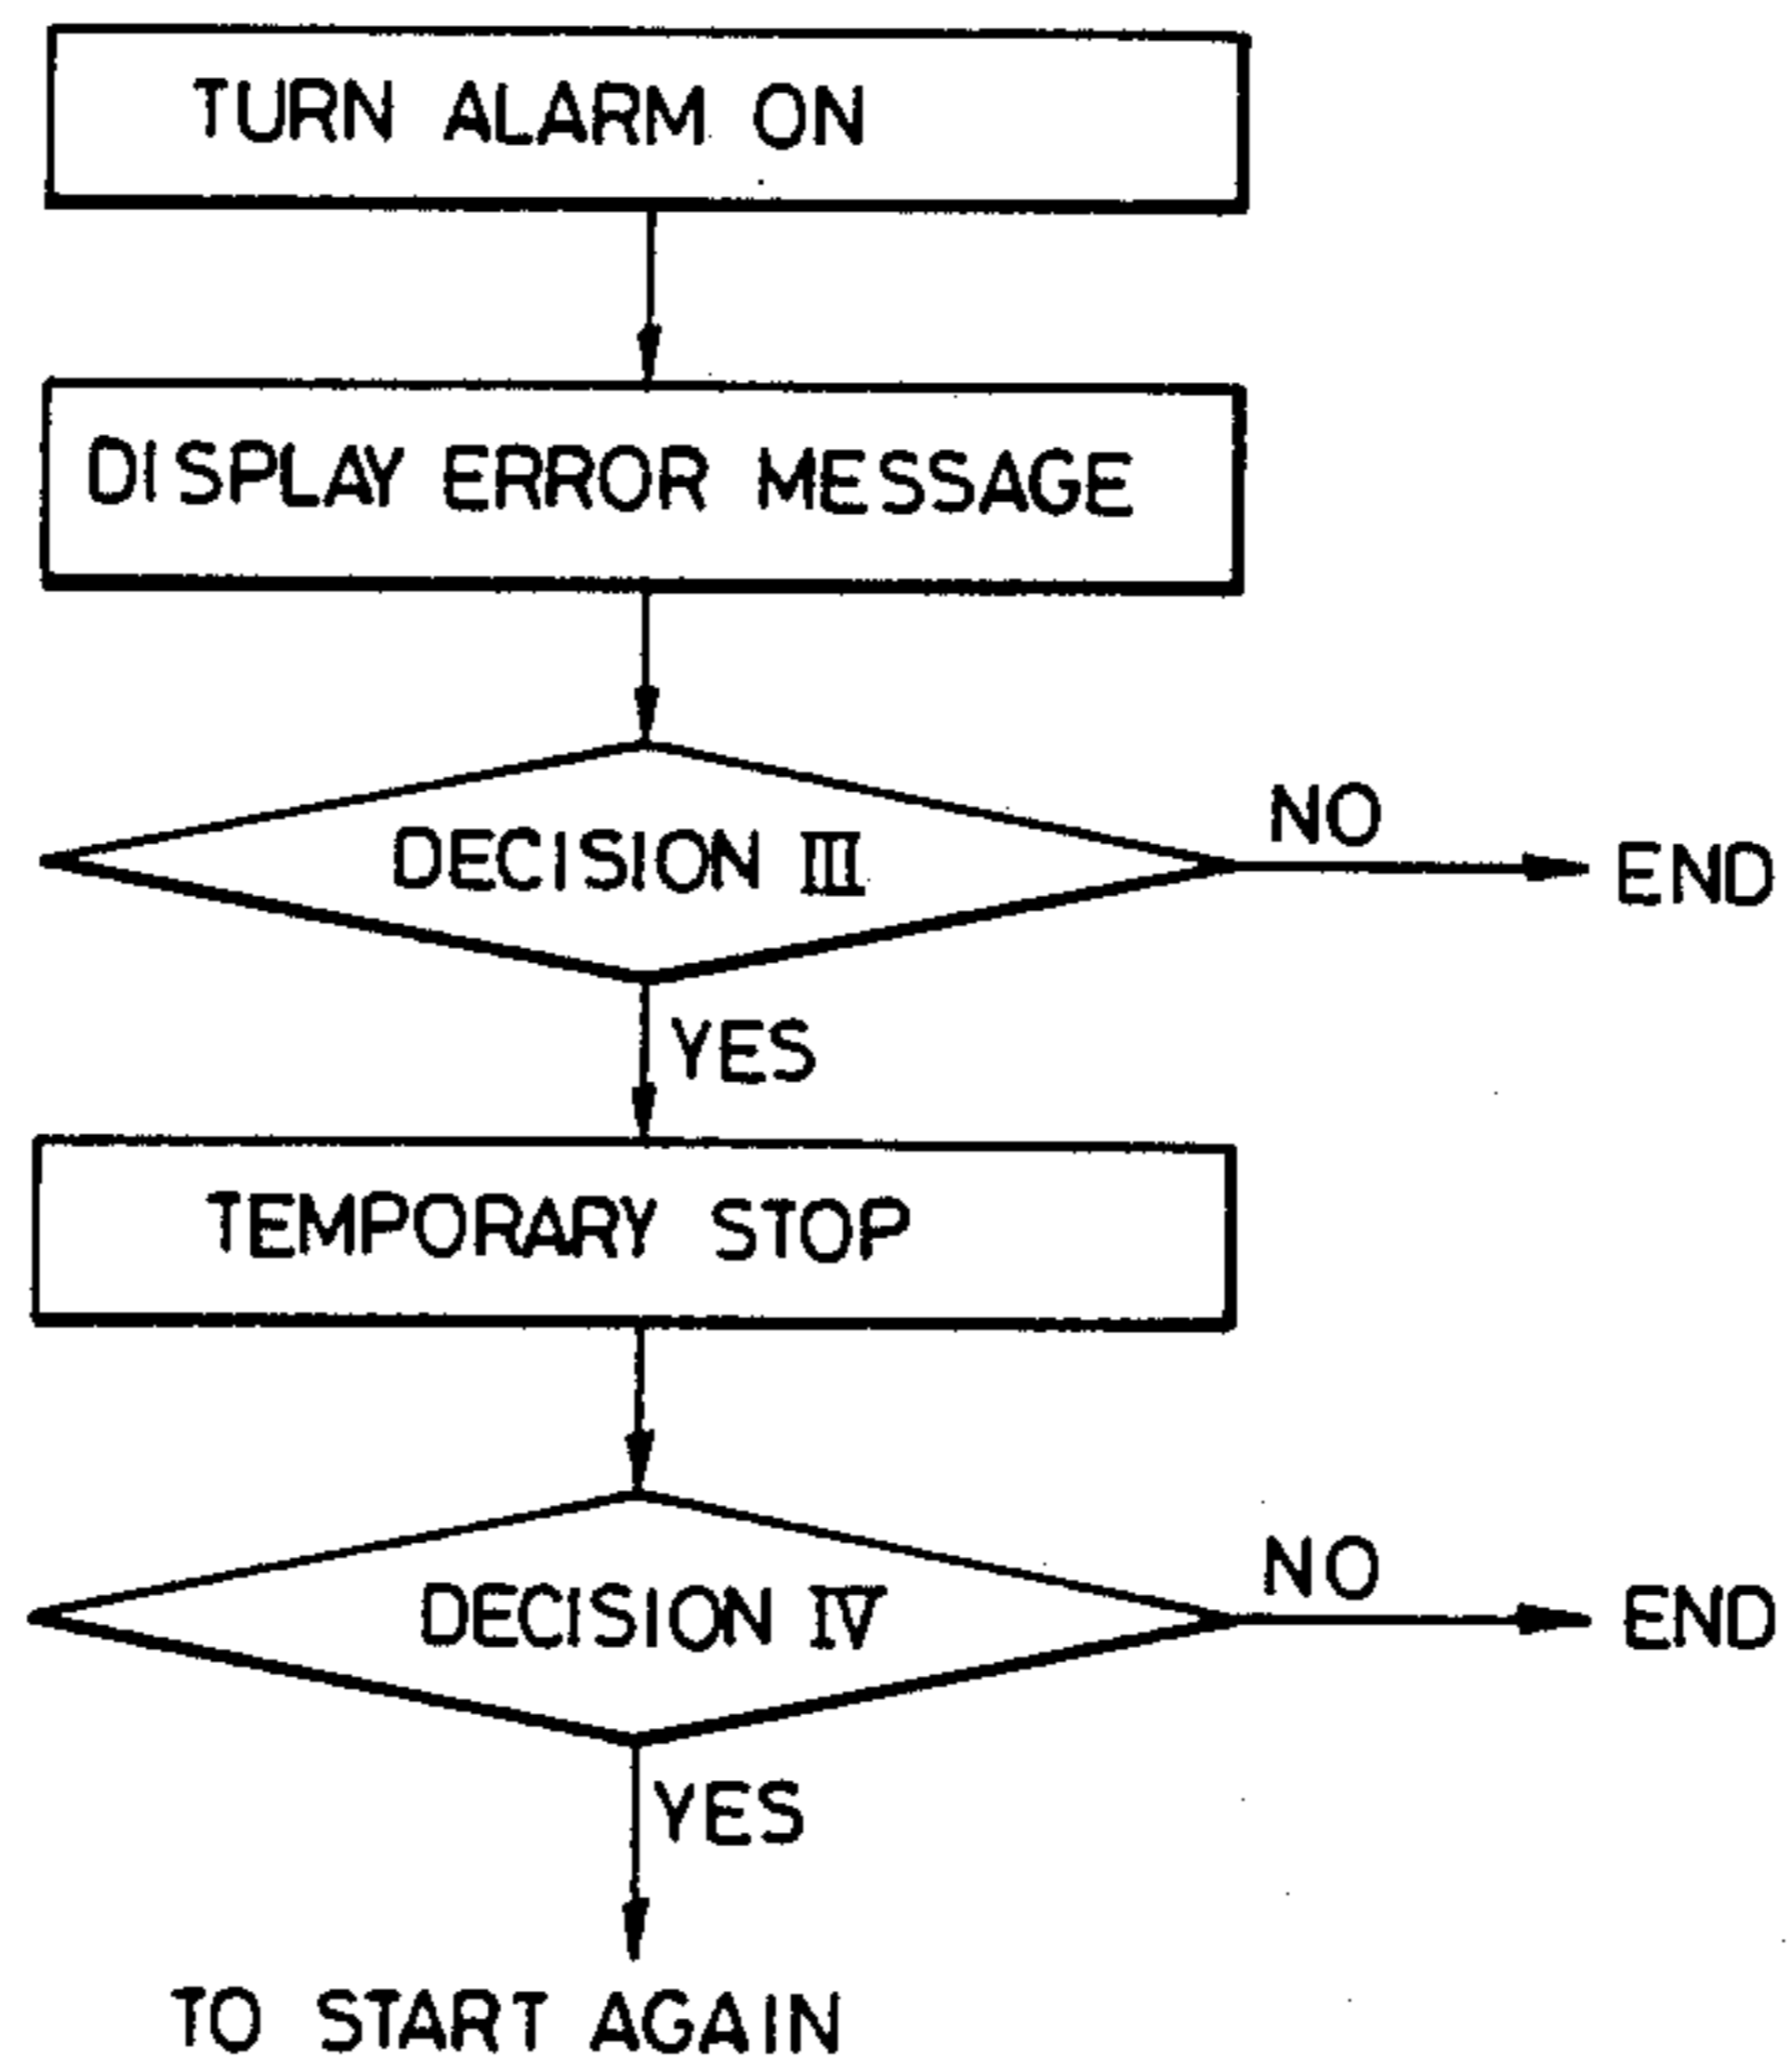 TURN ALARM ON
DISPLAY ERROR MESSAGE
DECISION III
NO
END
YES
TEMPORARY STOP
DECISION IV
NO
END
YES
TO START AGAIN